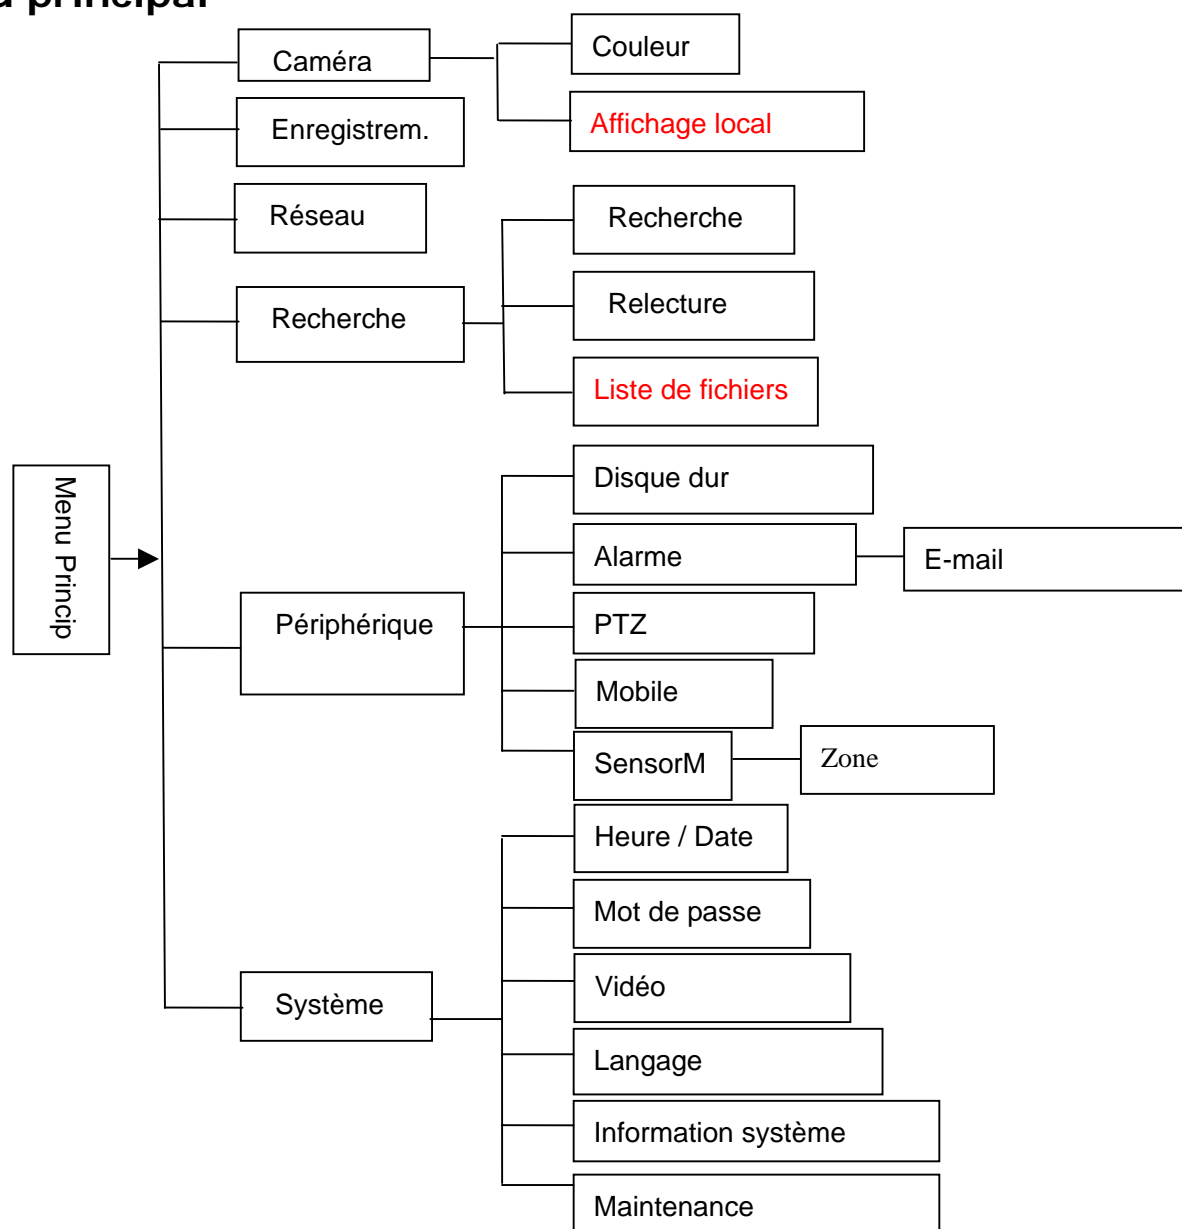 principal
Caméra
Couleur
Affichage local
Enregistrem.
Réseau
Recherche
Recherche
Relecture
Liste de fichiers
Menu Princip
Périphérique
Disque dur
Alarme
E-mail
PTZ
Mobile
SensorM
Zone
Système
Heure / Date
Mot de passe
Vidéo
Langage
Information système
Maintenance